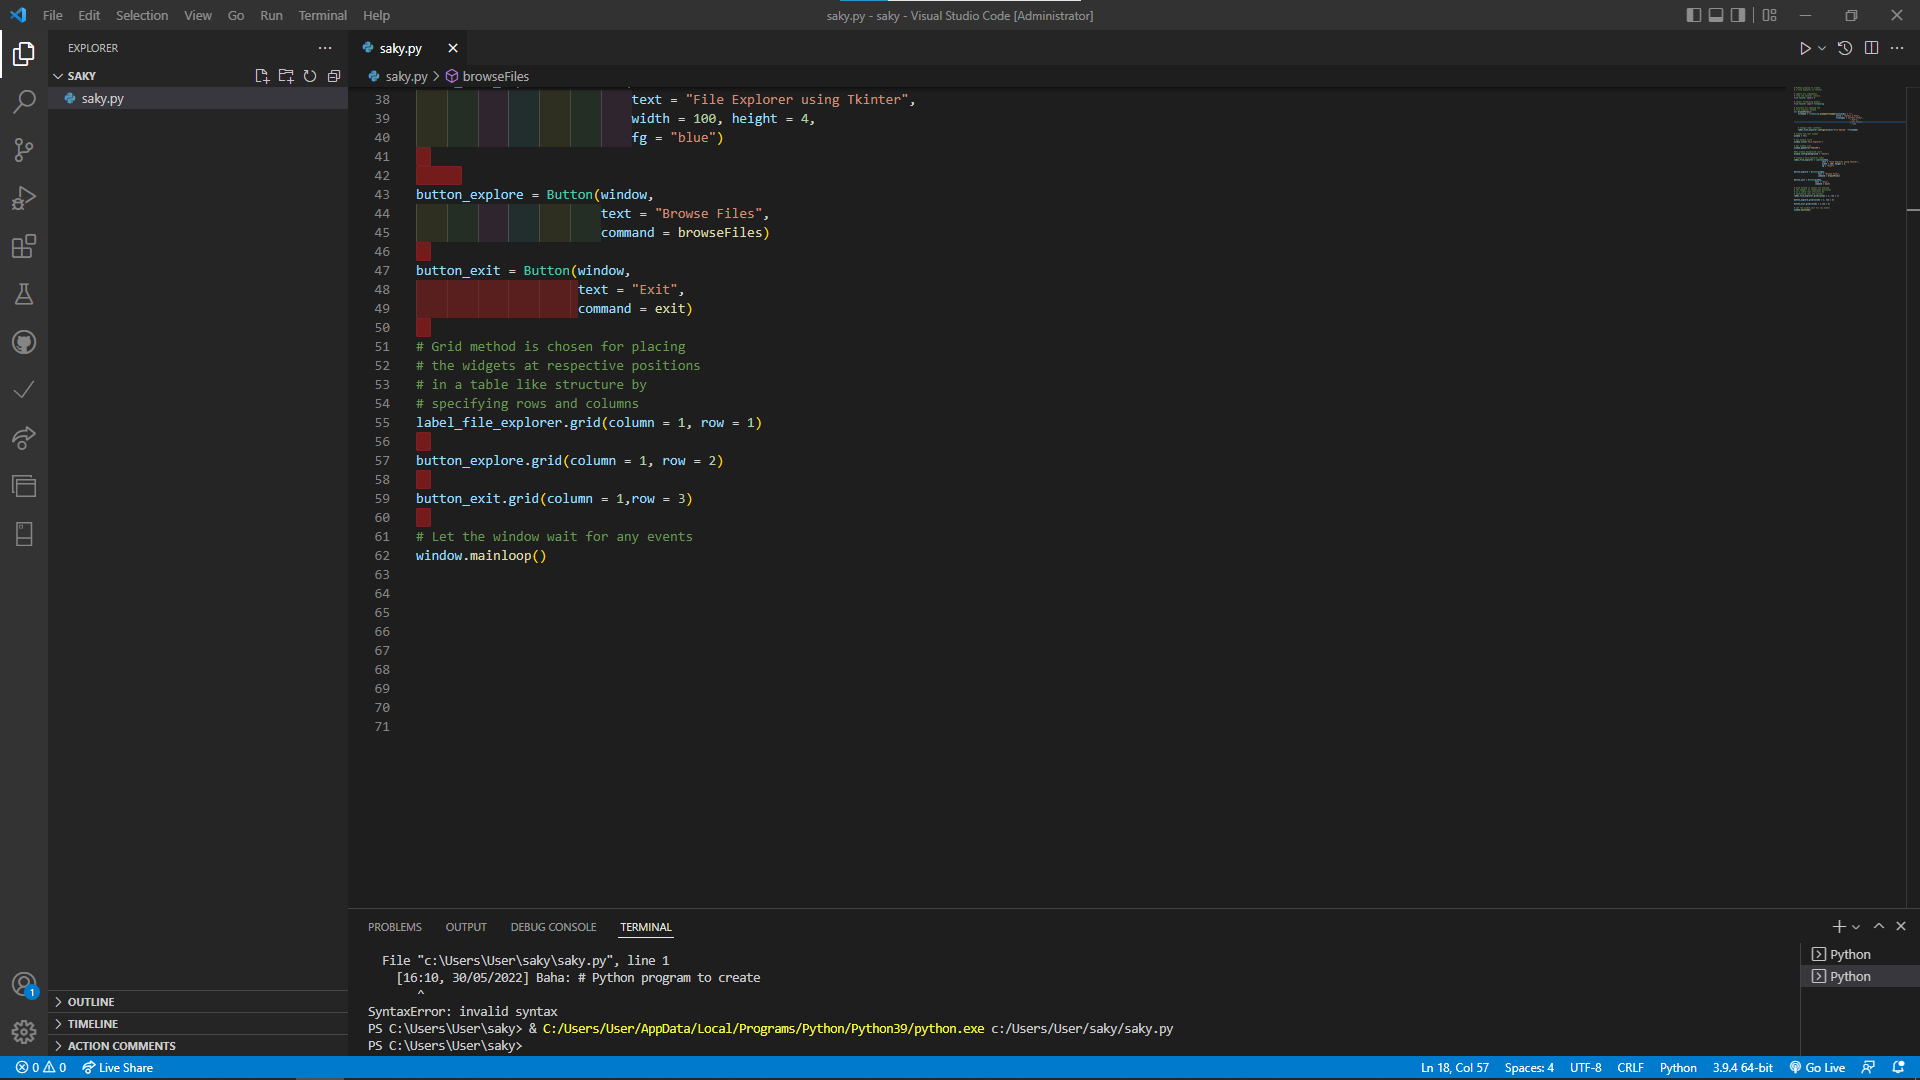 File Edit Selection View Go Run Terminal Help
saky.py - saky - Visual Studio Code [Administrator]
EXPLORER
SAKY
saky.py
saky.py
saky.py > browseFiles
38 text = "File Explorer using Tkinter",
39 width = 100, height = 4,
40 fg = "blue")
41
42
43 button_explore = Button(window,
44 text = "Browse Files",
45 command = browseFiles)
46
47 button_exit = Button(window,
48 text = "Exit",
49 command = exit)
50
51 # Grid method is chosen for placing
52 # the widgets at respective positions
53 # in a table like structure by
54 # specifying rows and columns
55 label_file_explorer.grid(column = 1, row = 1)
56
57 button_explore.grid(column = 1, row = 2)
58
59 button_exit.grid(column = 1,row = 3)
60
61 # Let the window wait for any events
62 window.mainloop()
63
64
65
66
67
68
69
70
71
PROBLEMS OUTPUT DEBUG CONSOLE TERMINAL
File "c:\Users\User\saky\saky.py", line 1
[16:10, 30/05/2022] Baha: # Python program to create
^
SyntaxError: invalid syntax
PS C:\Users\User\saky> & C:/Users/User/AppData/Local/Programs/Python/Python39/python.exe c:/Users/User/saky/saky.py
PS C:\Users\User\saky>
Python
Python
1
OUTLINE
TIMELINE
ACTION COMMENTS
0 0 Live Share
Ln 18, Col 57 Spaces: 4 UTF-8 CRLF Python 3.9.4 64-bit Go Live